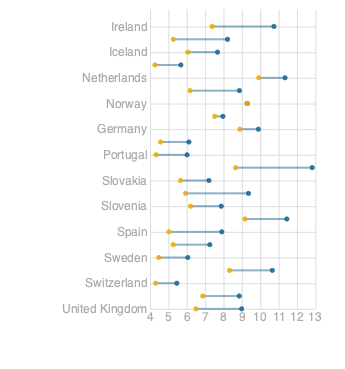 Ireland
Iceland
Netherlands
Norway
Germany
Portugal
Slovakia
Slovenia
Spain
Sweden
Switzerland
United Kingdom
4 5 6 7 8 9 10 11 12 13